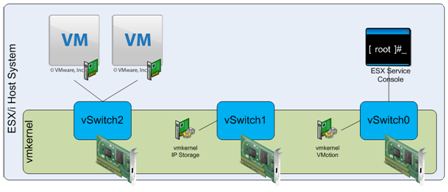 ESX/i Host System
VM
VM
© VMware, Inc.
© VMware, Inc.
[ root ]#_
ESX Service
Console
vmkernel
vSwitch2
vmkernel
IP Storage
vSwitch1
vmkernel
VMotion
vSwitch0